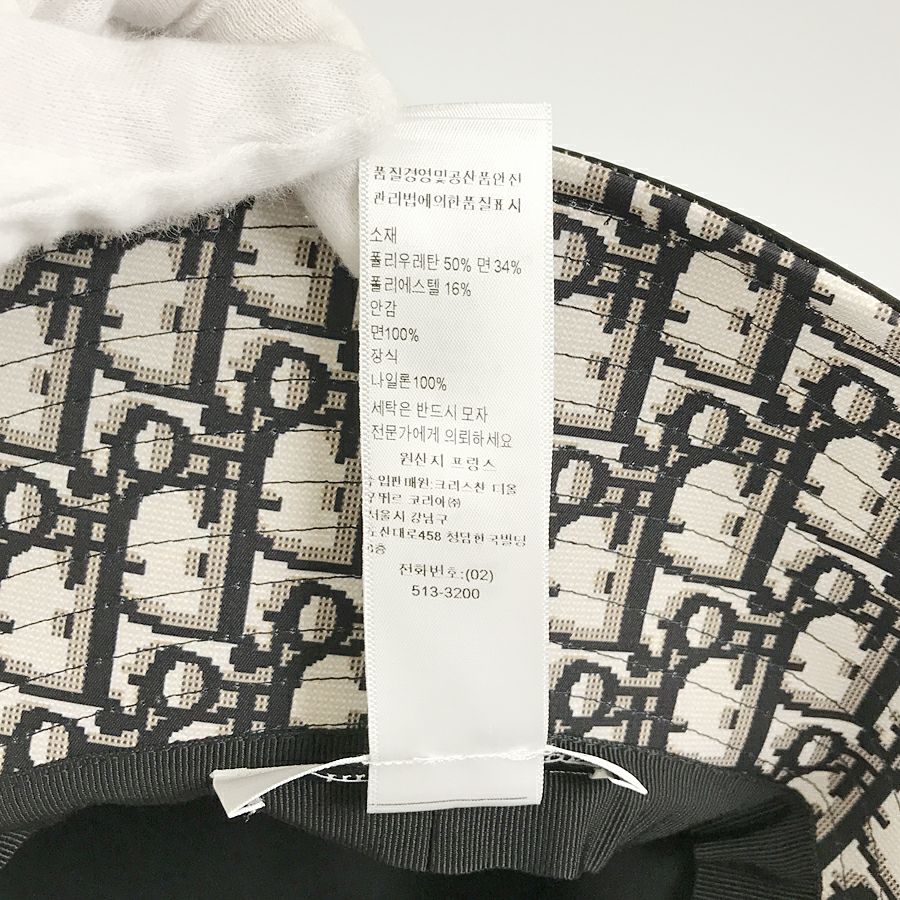 품질경영및공산품안전
관리법에의한품질표시
소재
폴리우레탄 50% 면 34%
폴리에스텔 16%
안감
면100%
장식
나일론100%
세탁은 반드시 모자
전문가에게 의뢰하세요
원산지 프랑스
입판매원:크리스챤 디올
뛰르 코리아㈜
서울시 강남구
도산대로458 청담한국빌딩
층
전화번호:(02)
513-3200